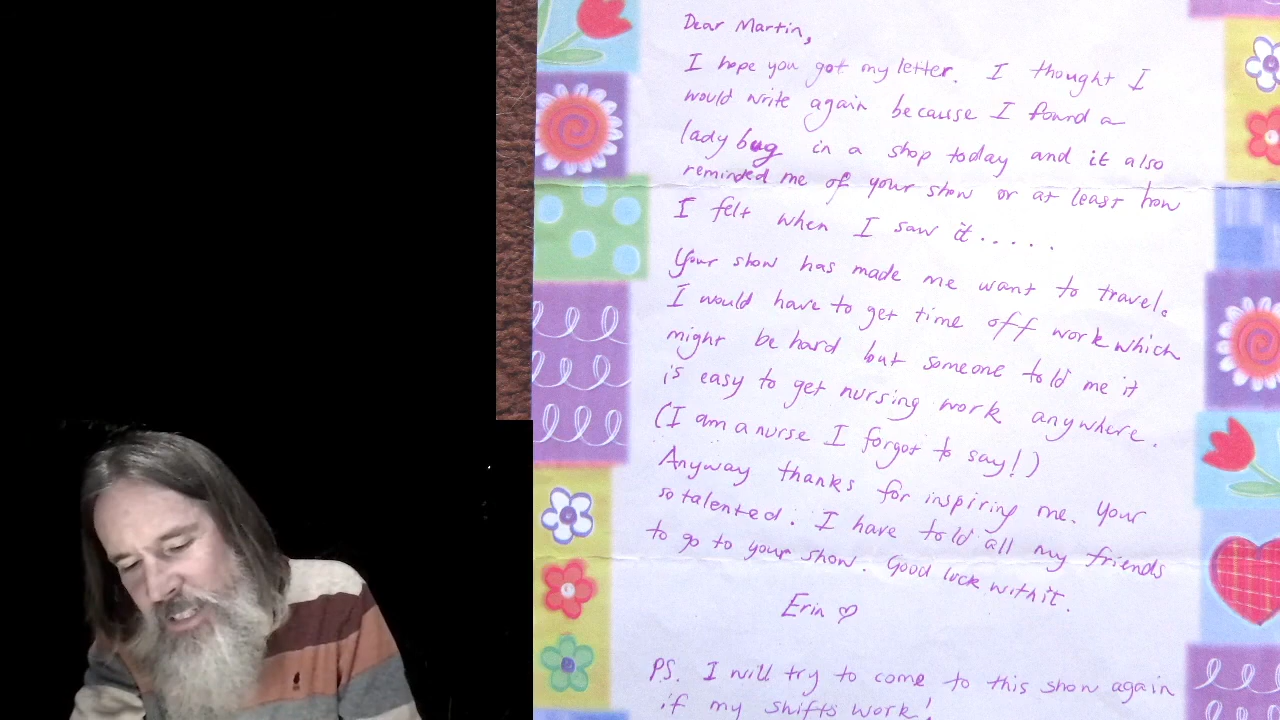 Dear Martin,
I hope you got my letter. I thought I
would write again because I found a
lady bug in a shop today and it also
reminded me of your show or at least how
I felt when I saw it.....
Your show has made me want to travel.
I would have to get time off work which
might be hard but someone told me it
is easy to get nursing work anywhere.
(I am a nurse I forgot to say!)
Anyway thanks for inspiring me. Your
so talented. I have told all my friends
to go to your show. Good luck with it.
Erin ♡
PS. I will try to come to this show again
if my shifts work!